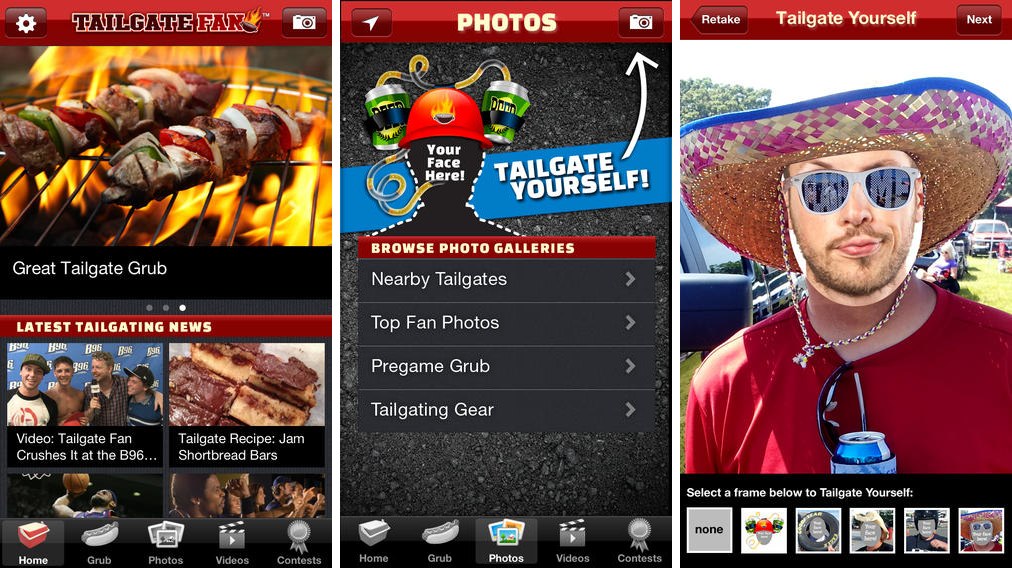 TAILGATE FAN™
Great Tailgate Grub
LATEST TAILGATING NEWS
B96
B96
B96
Video: Tailgate Fan
Crushes It at the B96...
Tailgate Recipe: Jam
Shortbread Bars
Home
Grub
Photos
Videos
Contests
PHOTOS
Your
Face
Here!
TAILGATE
YOURSELF!
BROWSE PHOTO GALLERIES
Nearby Tailgates
Top Fan Photos
Pregame Grub
Tailgating Gear
Home
Grub
Photos
Videos
Contests
Retake
Tailgate Yourself
Next
Select a frame below to Tailgate Yourself:
none